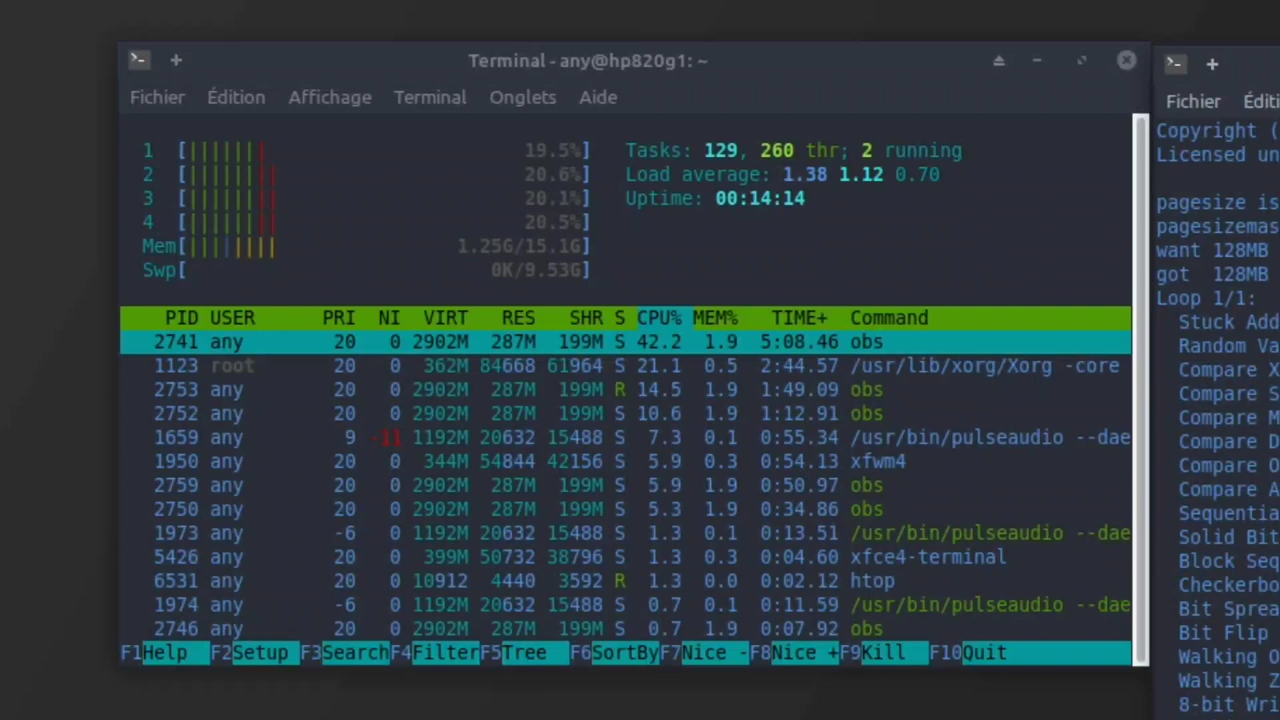 Terminal - any@hp820g1: ~
Fichier Édition Affichage Terminal Onglets Aide
1 [||||||| 19.5%]
2 [|||||||| 20.6%]
3 [|||||||| 20.1%]
4 [|||||||| 20.5%]
Mem[|||||||| 1.25G/15.1G]
Swp[ 0K/9.53G]
Tasks: 129, 260 thr; 2 running
Load average: 1.38 1.12 0.70
Uptime: 00:14:14
PID USER PRI NI VIRT RES SHR S CPU% MEM% TIME+ Command
2741 any 20 0 2902M 287M 199M S 42.2 1.9 5:08.46 obs
1123 root 20 0 362M 84668 61964 S 21.1 0.5 2:44.57 /usr/lib/xorg/Xorg -core
2753 any 20 0 2902M 287M 199M R 14.5 1.9 1:49.09 obs
2752 any 20 0 2902M 287M 199M S 10.6 1.9 1:12.91 obs
1659 any 9 -11 1192M 20632 15488 S 7.3 0.1 0:55.34 /usr/bin/pulseaudio --dae
1950 any 20 0 344M 54844 42156 S 5.9 0.3 0:54.13 xfwm4
2759 any 20 0 2902M 287M 199M S 5.9 1.9 0:50.97 obs
2750 any 20 0 2902M 287M 199M S 5.3 1.9 0:34.86 obs
1973 any -6 0 1192M 20632 15488 S 1.3 0.1 0:13.51 /usr/bin/pulseaudio --dae
5426 any 20 0 399M 50732 38796 S 1.3 0.3 0:04.60 xfce4-terminal
6531 any 20 0 10912 4440 3592 R 1.3 0.0 0:02.12 htop
1974 any -6 0 1192M 20632 15488 S 0.7 0.1 0:11.59 /usr/bin/pulseaudio --dae
2746 any 20 0 2902M 287M 199M S 0.7 1.9 0:07.92 obs
F1Help F2Setup F3SearchF4FilterF5Tree F6SortByF7Nice -F8Nice +F9Kill F10Quit
Fichier Éditi
Copyright (
Licensed un
pagesize is
pagesizemas
want 128MB
got 128MB
Loop 1/1:
Stuck Add
Random Va
Compare X
Compare S
Compare M
Compare D
Compare O
Compare A
Sequentia
Solid Bit
Block Seq
Checkerbo
Bit Sprea
Bit Flip
Walking O
Walking Z
8-bit Wri